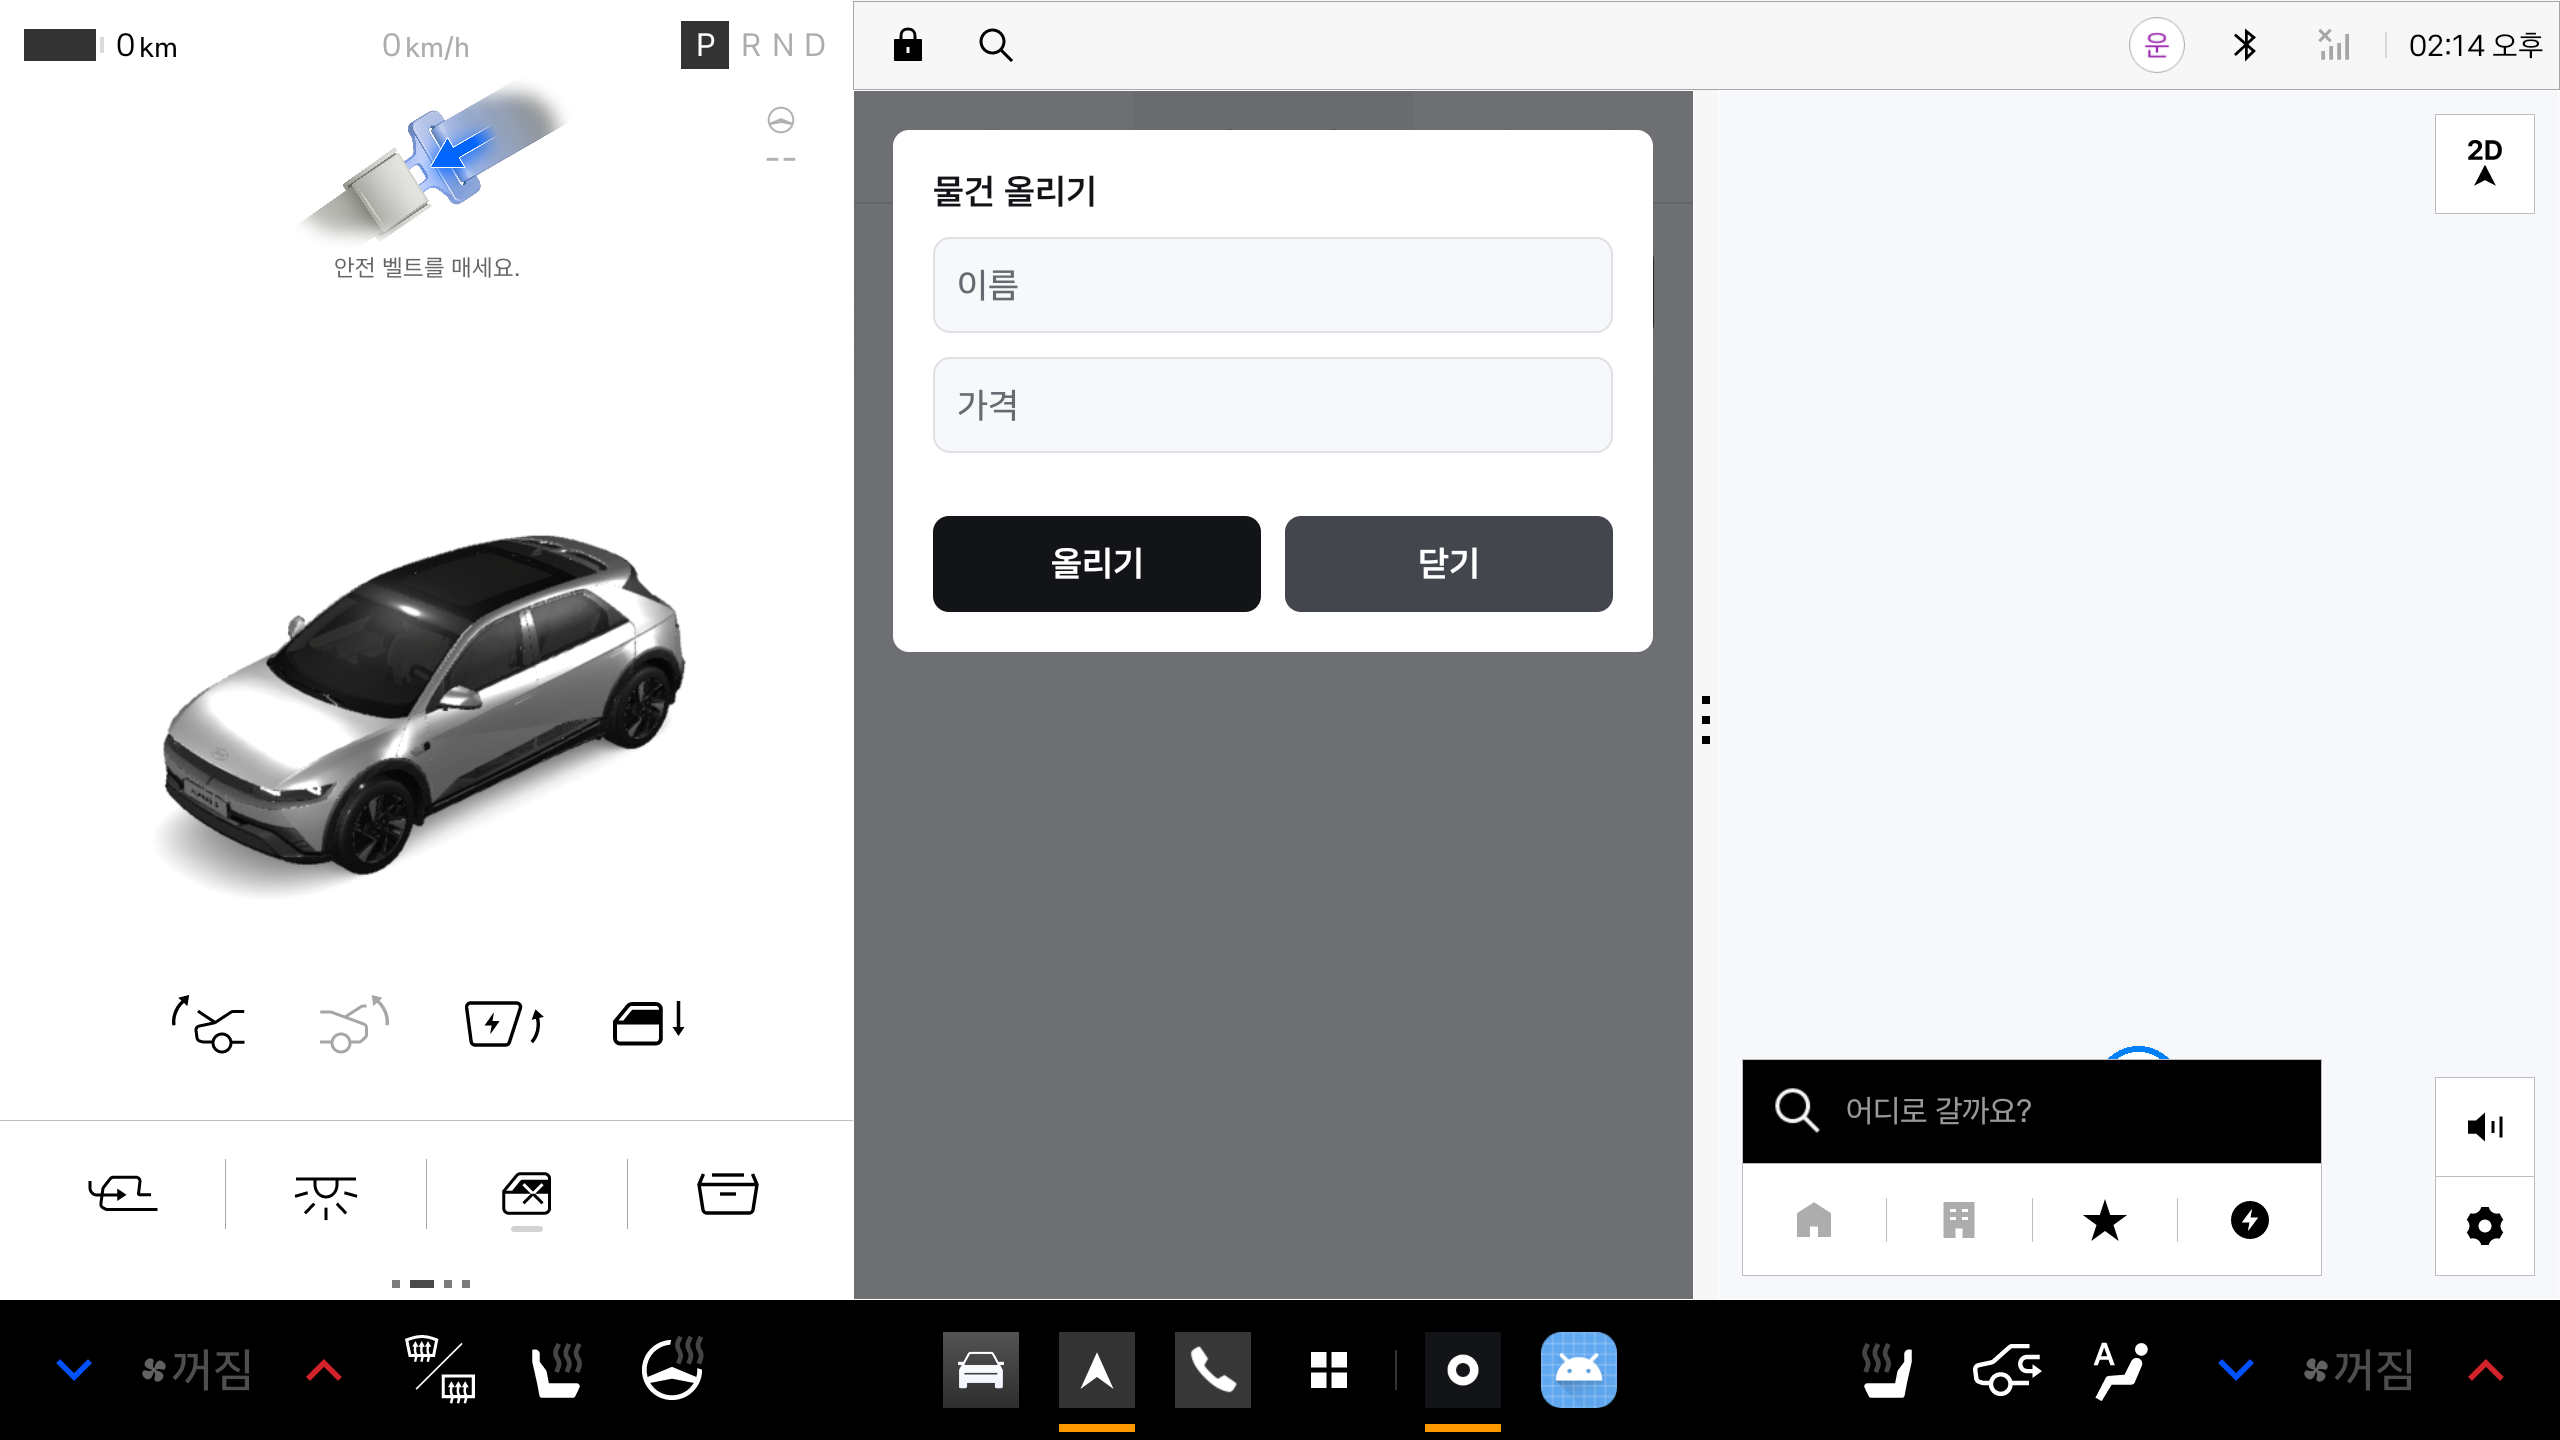 0 km
0 km/h
P R N D
운
02:14 오후
--
안전 벨트를 매세요.
물건 올리기
이름
가격
올리기
닫기
2D
어디로 갈까요?
꺼짐
A
꺼짐